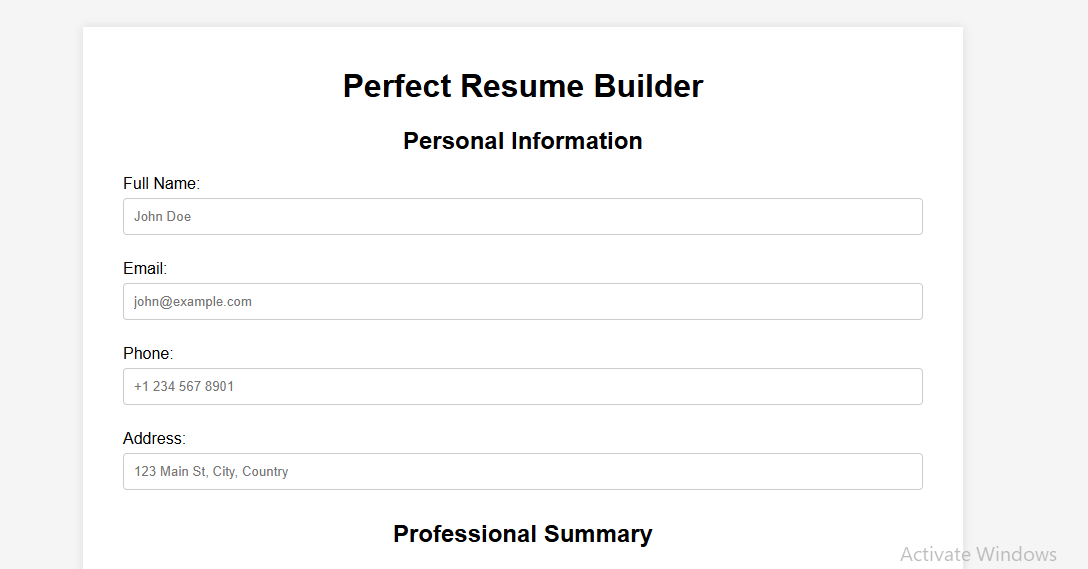 Perfect Resume Builder
Personal Information
Full Name:
John Doe
Email:
john@example.com
Phone:
+1 234 567 8901
Address:
123 Main St, City, Country
Professional Summary
Activate Windows